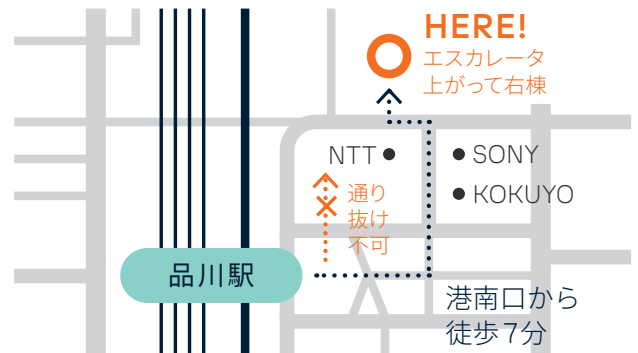 HERE!
エスカレータ
上がって右棟
NTT
SONY
KOKUYO
通り
抜け
不可
品川駅
港南口から
徒歩7分